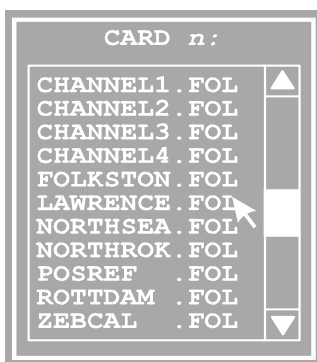 CARD n:
CHANNEL1.FOL
CHANNEL2.FOL
CHANNEL3.FOL
CHANNEL4.FOL
FOLKSTON.FOL
LAWRENCE.FOL
NORTHSEA.FOL
NORTHROK.FOL
POSREF .FOL
ROTTDAM .FOL
ZEBCAL .FOL